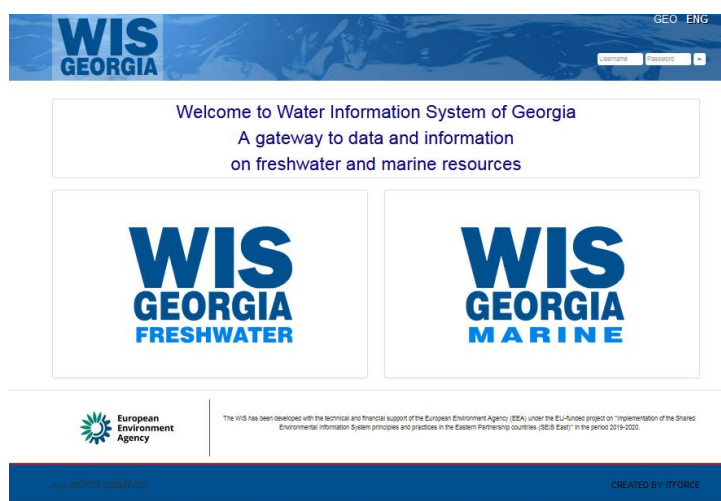 WIS
GEORGIA
GEO ENG
Username Password
Welcome to Water Information System of Georgia
A gateway to data and information
on freshwater and marine resources
WIS
GEORGIA
FRESHWATER
WIS
GEORGIA
MARINE
European
Environment
Agency
The WIS has been developed with the technical and financial support of the European Environment Agency (EEA) under the EU-funded project on "Implementation of the Shared
Environmental Information System principles and practices in the Eastern Partnership countries (SEIS East)" in the period 2019-2020.
ALL RIGHTS RESERVED
CREATED BY ITFORCE